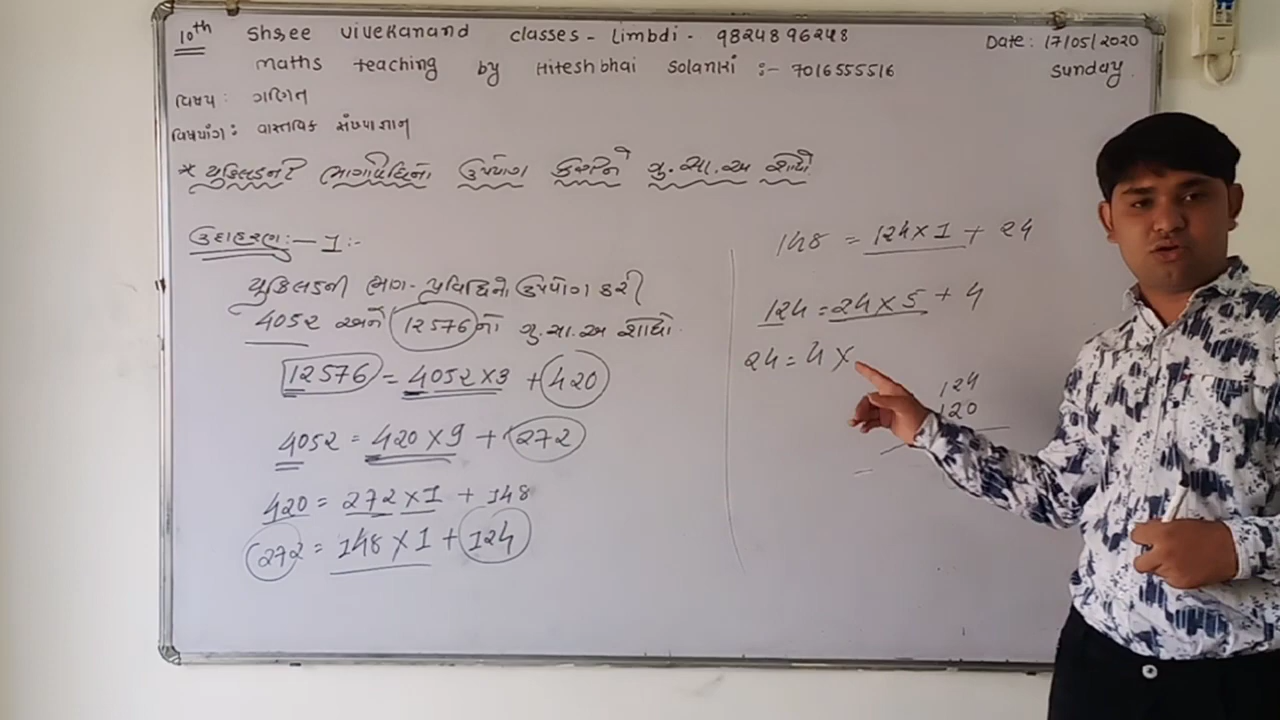 10th Shree vivekanand classes - Limbdi - 9824896248
Date: 17/05/2020
maths teaching by Hiteshbhai Solanki :- 7016555516
Sunday.
વિષય : ગણિત
વિષયાંગ : વાસ્તવિક સંખ્યાજ્ઞાન
* યુક્લિડની ભાગવિધિનો ઉપયોગ કરીને ગુ.સા.અ શોધો
ઉદાહરણ :- 1 :-
યુક્લિડની ભાગ-પ્રવિધિનો ઉપયોગ કરી
4052 અને 12576 નો ગુ.સા.અ શોધો.
12576 = 4052 × 3 + 420
4052 = 420 × 9 + 272
420 = 272 × 1 + 148
272 = 148 × 1 + 124
148 = 124 × 1 + 24
124 = 24 × 5 + 4
24 = 4 ×
124
120